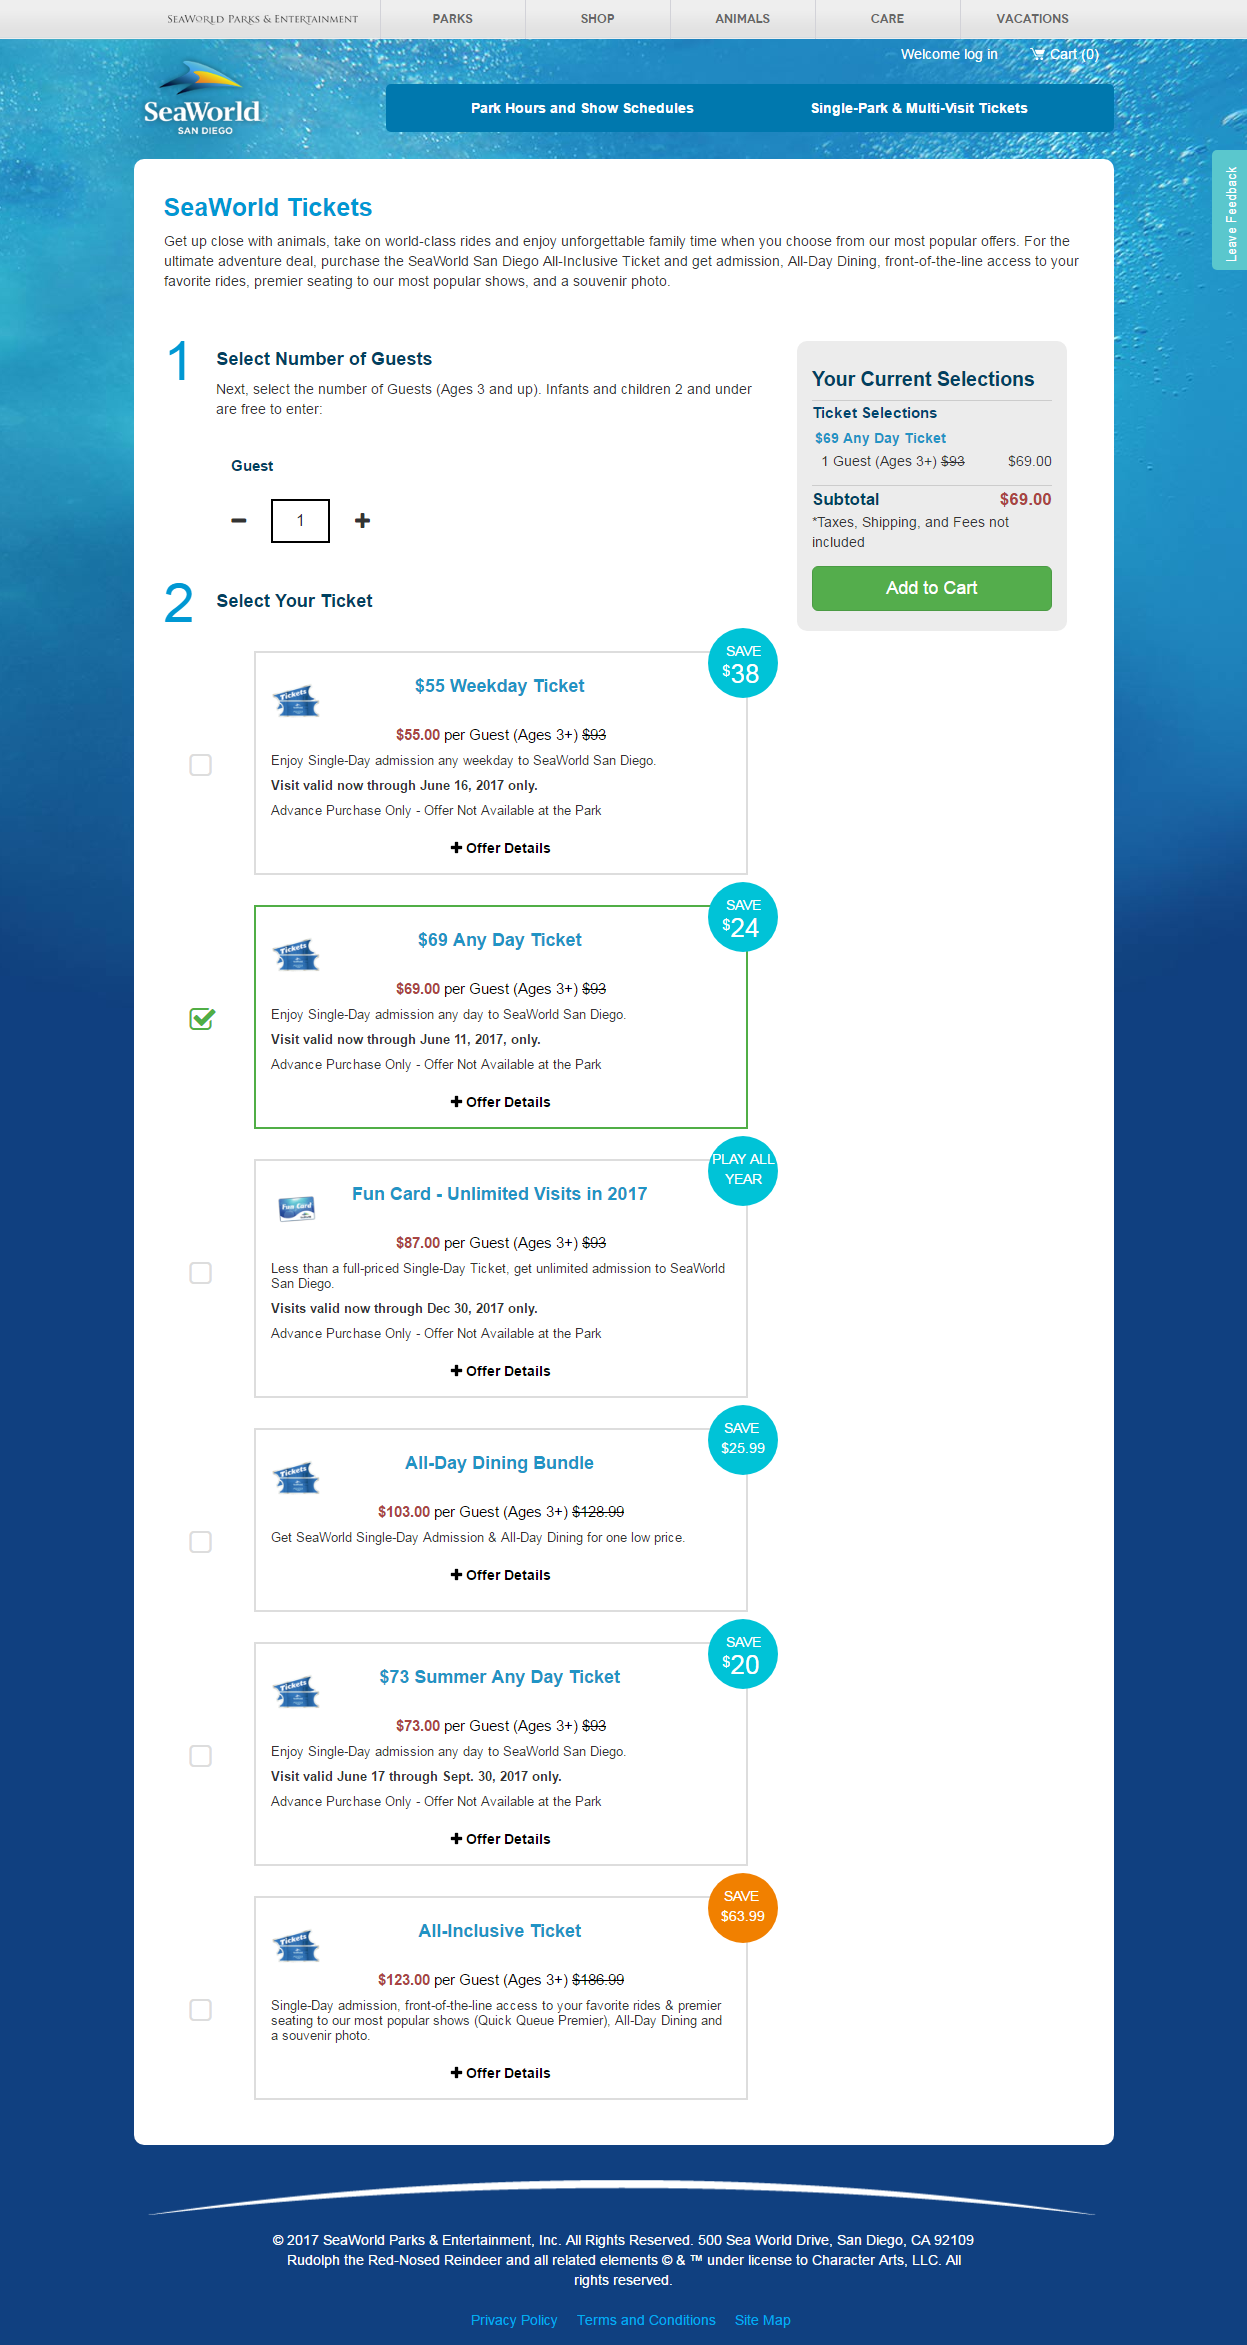 SEAWORLD PARKS & ENTERTAINMENT
PARKS
SHOP
ANIMALS
CARE
VACATIONS
Welcome log in
Cart (0)
SeaWorld
SAN DIEGO
Park Hours and Show Schedules
Single-Park & Multi-Visit Tickets
Leave Feedback
SeaWorld Tickets
Get up close with animals, take on world-class rides and enjoy unforgettable family time when you choose from our most popular offers. For the
ultimate adventure deal, purchase the SeaWorld San Diego All-Inclusive Ticket and get admission, All-Day Dining, front-of-the-line access to your
favorite rides, premier seating to our most popular shows, and a souvenir photo.
1
Select Number of Guests
Next, select the number of Guests (Ages 3 and up). Infants and children 2 and under
are free to enter:
Guest
1
Your Current Selections
Ticket Selections
$69 Any Day Ticket
1 Guest (Ages 3+) $93 $69.00
Subtotal $69.00
*Taxes, Shipping, and Fees not
included
Add to Cart
2
Select Your Ticket
SAVE
$38
Tickets
$55 Weekday Ticket
$55.00 per Guest (Ages 3+) $93
Enjoy Single-Day admission any weekday to SeaWorld San Diego.
Visit valid now through June 16, 2017 only.
Advance Purchase Only - Offer Not Available at the Park
Offer Details
SAVE
$24
Tickets
$69 Any Day Ticket
$69.00 per Guest (Ages 3+) $93
Enjoy Single-Day admission any day to SeaWorld San Diego.
Visit valid now through June 11, 2017, only.
Advance Purchase Only - Offer Not Available at the Park
Offer Details
PLAY ALL
YEAR
Fun Card
Fun Card - Unlimited Visits in 2017
$87.00 per Guest (Ages 3+) $93
Less than a full-priced Single-Day Ticket, get unlimited admission to SeaWorld
San Diego.
Visits valid now through Dec 30, 2017 only.
Advance Purchase Only - Offer Not Available at the Park
Offer Details
SAVE
$25.99
Tickets
All-Day Dining Bundle
$103.00 per Guest (Ages 3+) $128.99
Get SeaWorld Single-Day Admission & All-Day Dining for one low price.
Offer Details
SAVE
$20
Tickets
$73 Summer Any Day Ticket
$73.00 per Guest (Ages 3+) $93
Enjoy Single-Day admission any day to SeaWorld San Diego.
Visit valid June 17 through Sept. 30, 2017 only.
Advance Purchase Only - Offer Not Available at the Park
Offer Details
SAVE
$63.99
Tickets
All-Inclusive Ticket
$123.00 per Guest (Ages 3+) $186.99
Single-Day admission, front-of-the-line access to your favorite rides & premier
seating to our most popular shows (Quick Queue Premier), All-Day Dining and
a souvenir photo.
Offer Details
© 2017 SeaWorld Parks & Entertainment, Inc. All Rights Reserved. 500 Sea World Drive, San Diego, CA 92109
Rudolph the Red-Nosed Reindeer and all related elements © & ™ under license to Character Arts, LLC. All
rights reserved.
Privacy Policy
Terms and Conditions
Site Map